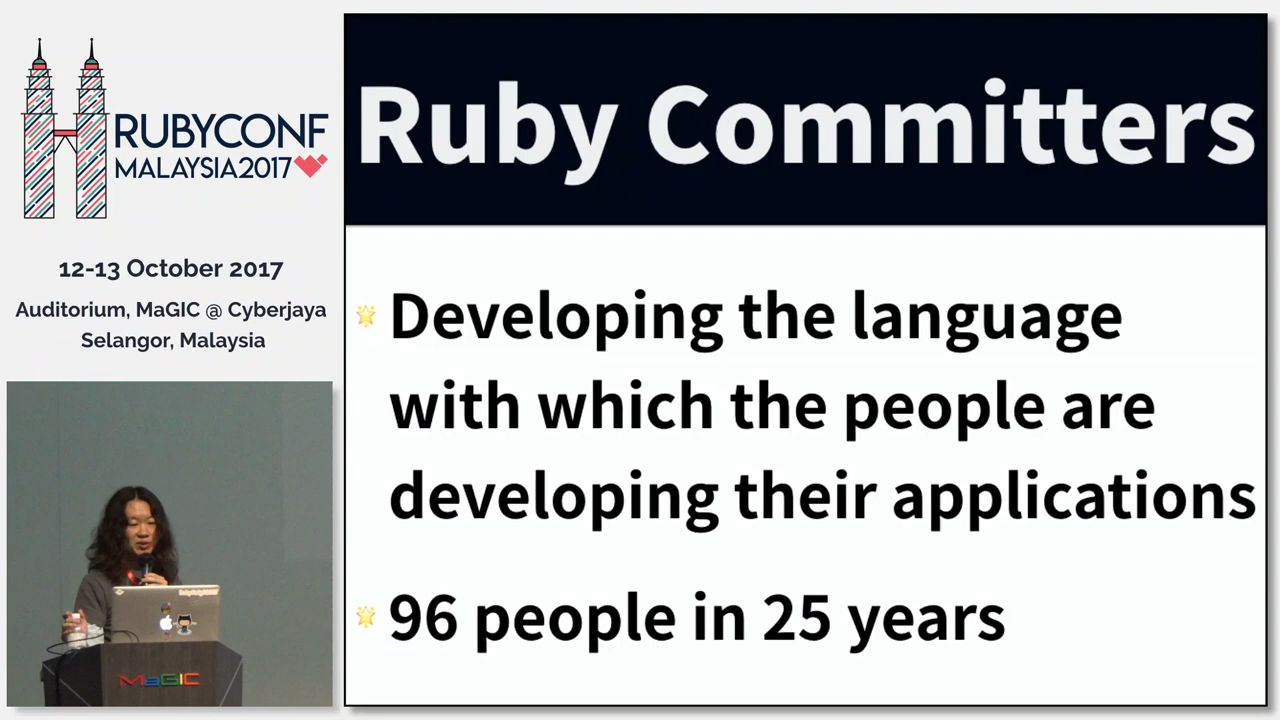 RUBYCONF
MALAYSIA2017
12-13 October 2017
Auditorium, MaGIC @ Cyberjaya
Selangor, Malaysia
MaGIC
Ruby Committers
Developing the language
with which the people are
developing their applications
96 people in 25 years